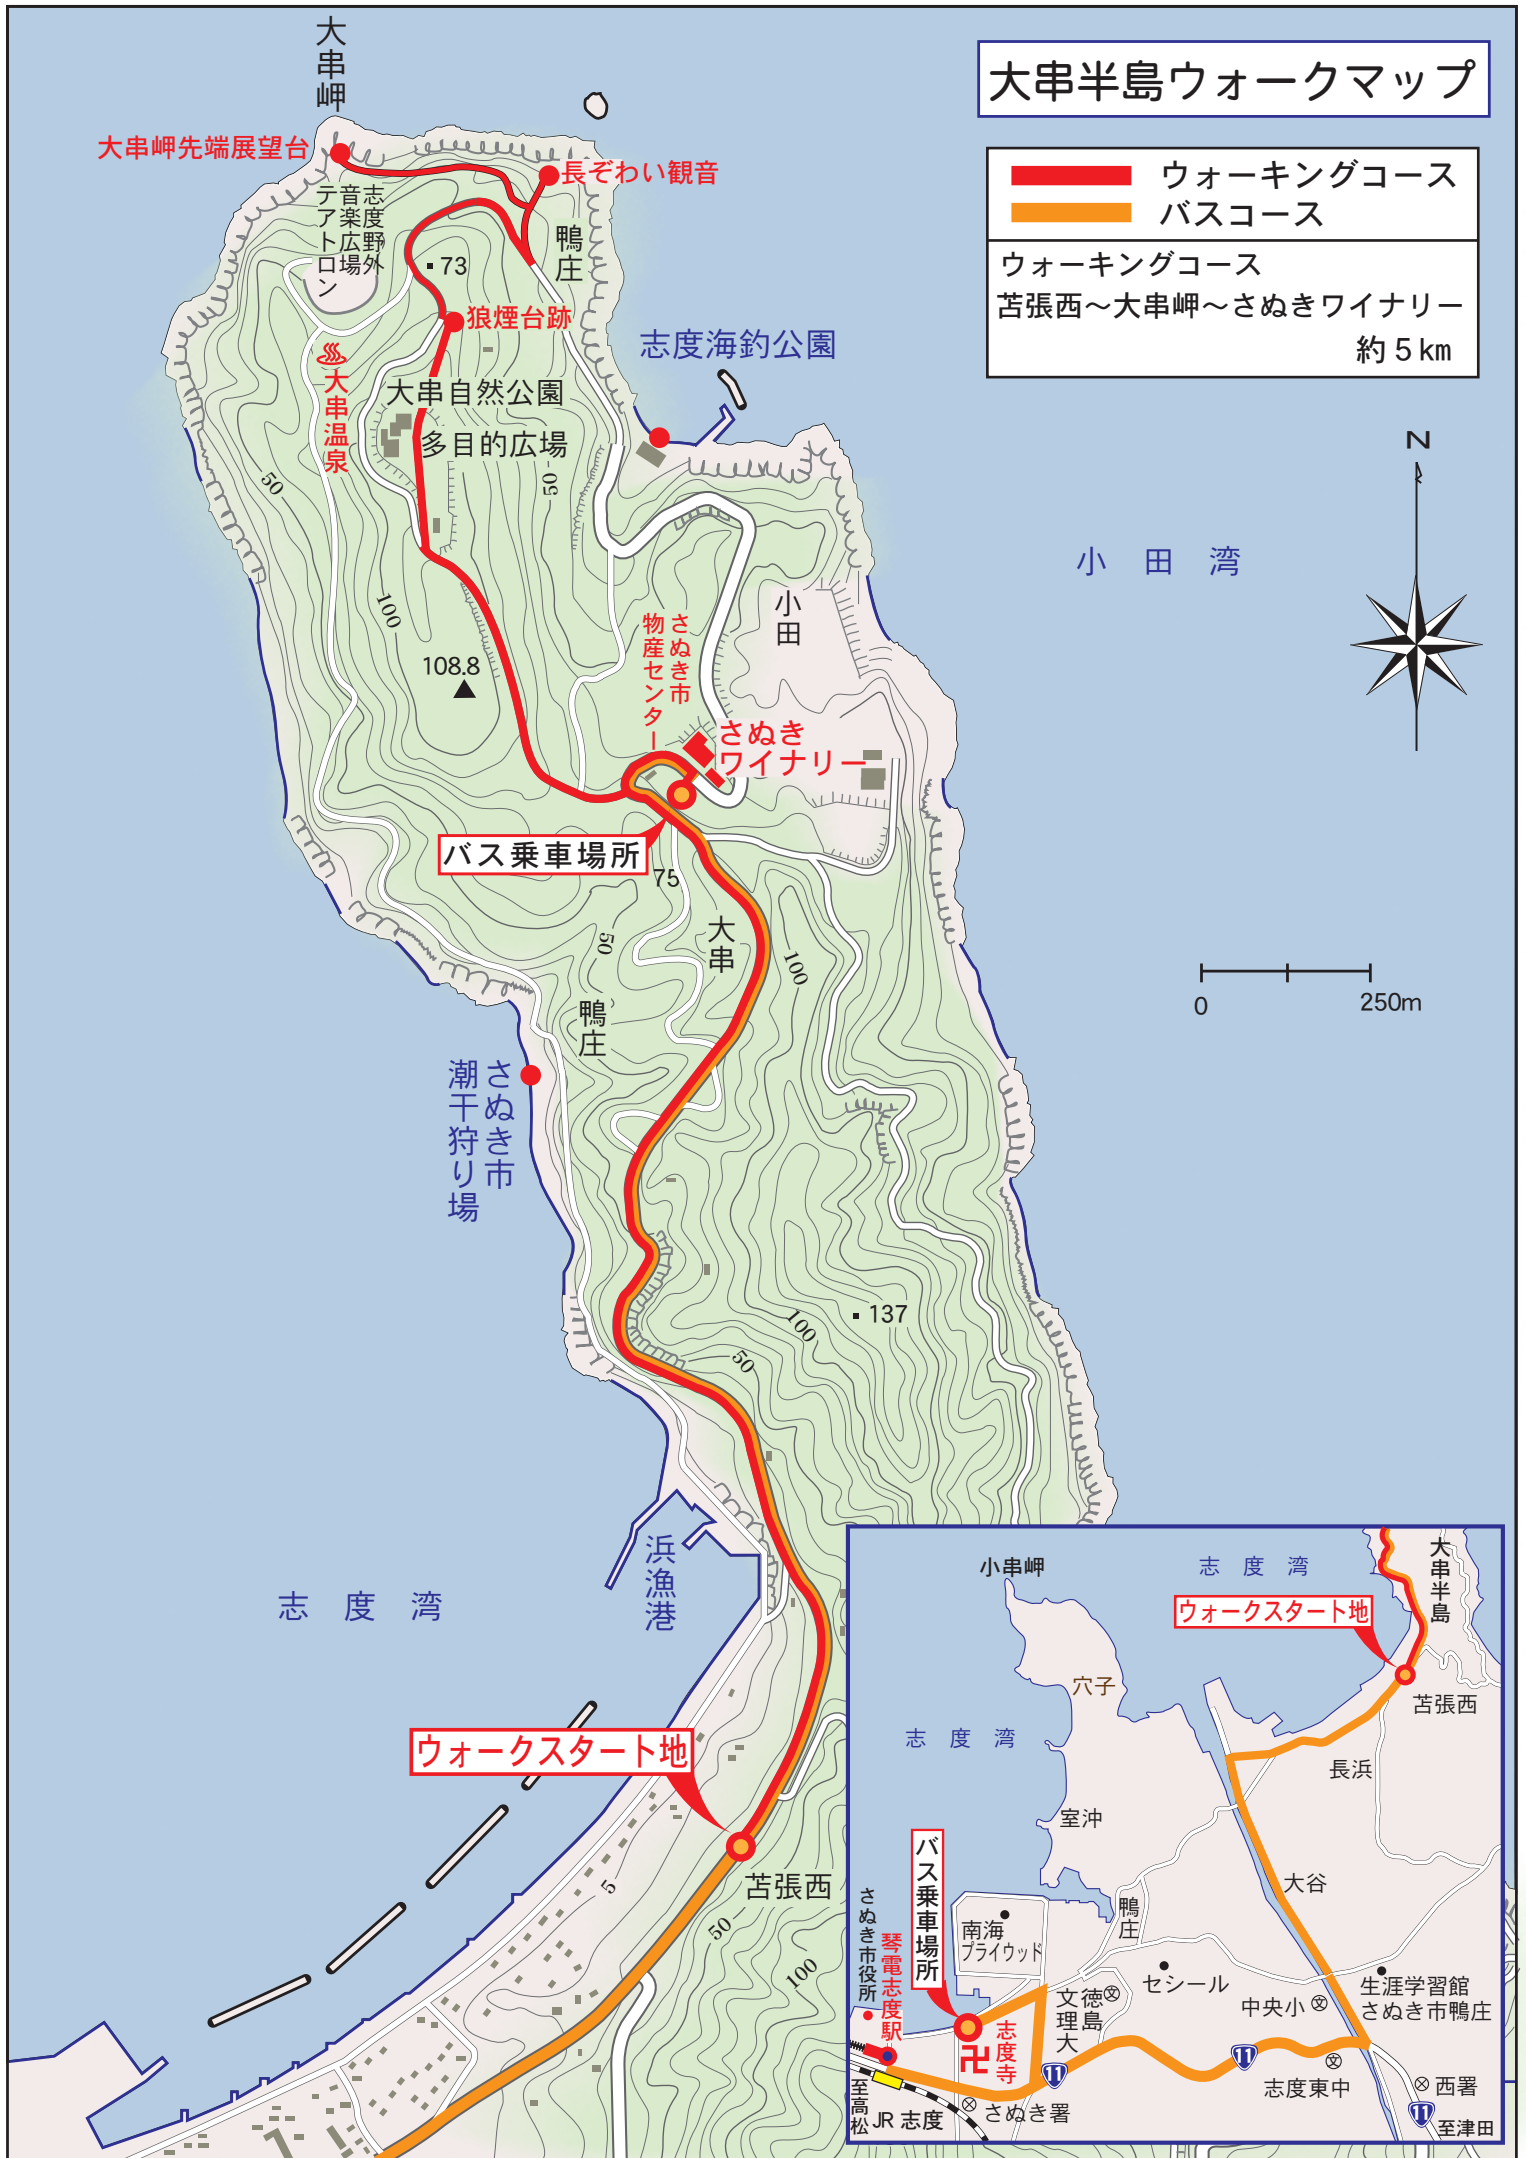 大串半島ウォークマップ
ウォーキングコース
バスコース
ウォーキングコース
苫張西～大串岬～さぬきワイナリー
約5km
大串岬
大串岬先端展望台
長ぞわい観音
志度野外
音楽広場
テアトロン
鴨庄
73
狼煙台跡
志度海釣公園
大串温泉
大串自然公園
多目的広場
50
50
N
小田湾
100
小田
さぬき市
物産センター
108.8
さぬき
ワイナリー
バス乗車場所
75
大串
50
100
0
250m
鴨庄
さぬき市
潮干狩り場
137
100
50
浜漁港
志度湾
ウォークスタート地
苫張西
5
50
100
小串岬
志度湾
大串半島
ウォークスタート地
穴子
苫張西
志度湾
長浜
室沖
バス乗車場所
大谷
さぬき市役所
鴨庄
南海
プライウッド
琴電志度駅
セシール
生涯学習館
さぬき市鴨庄
徳島
文理大
文
中央小
文
志度寺
11
11
文
志度東中
西署
さぬき署
至高松
JR志度
11
至津田